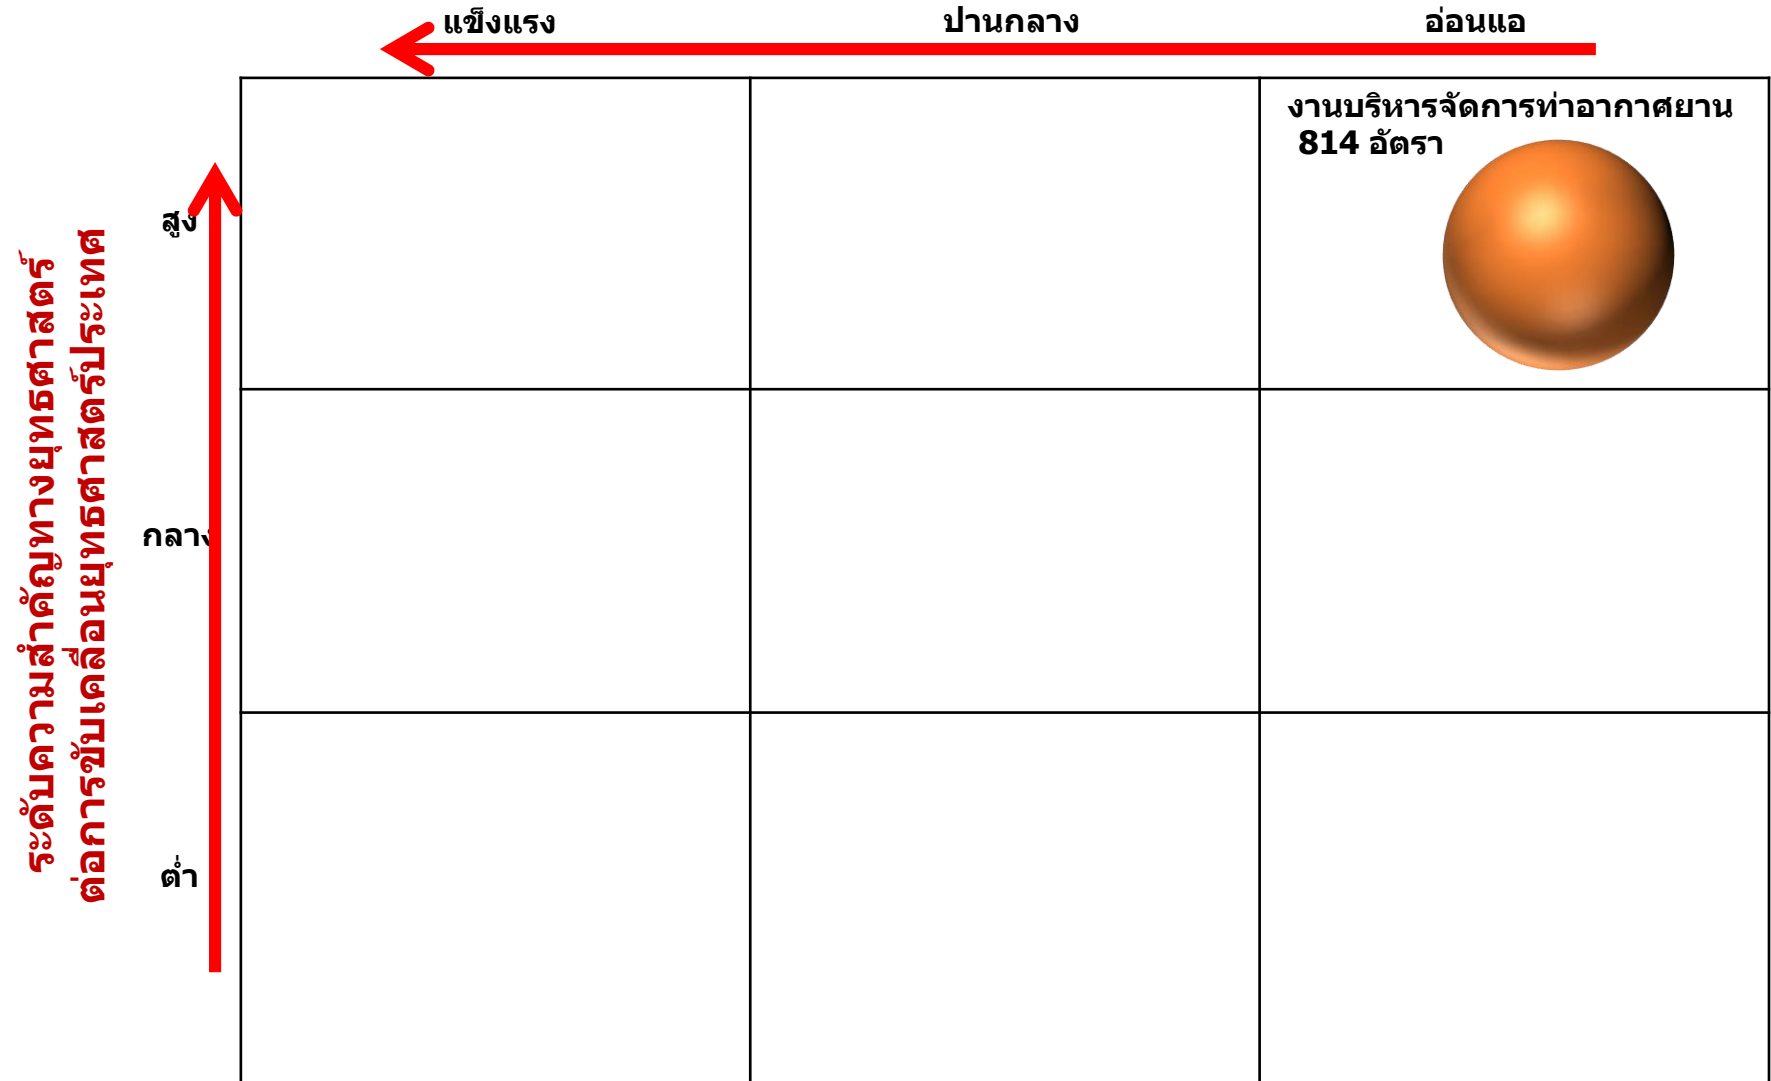 แข็งแรง
ปานกลาง
อ่อนแอ
งานบริหารจัดการท่าอากาศยาน
814 อัตรา
สูง
กลาง
ต่ำ
ระดับความสำคัญทางยุทธศาสตร์
ต่อการขับเคลื่อนยุทธศาสตร์ประเทศ